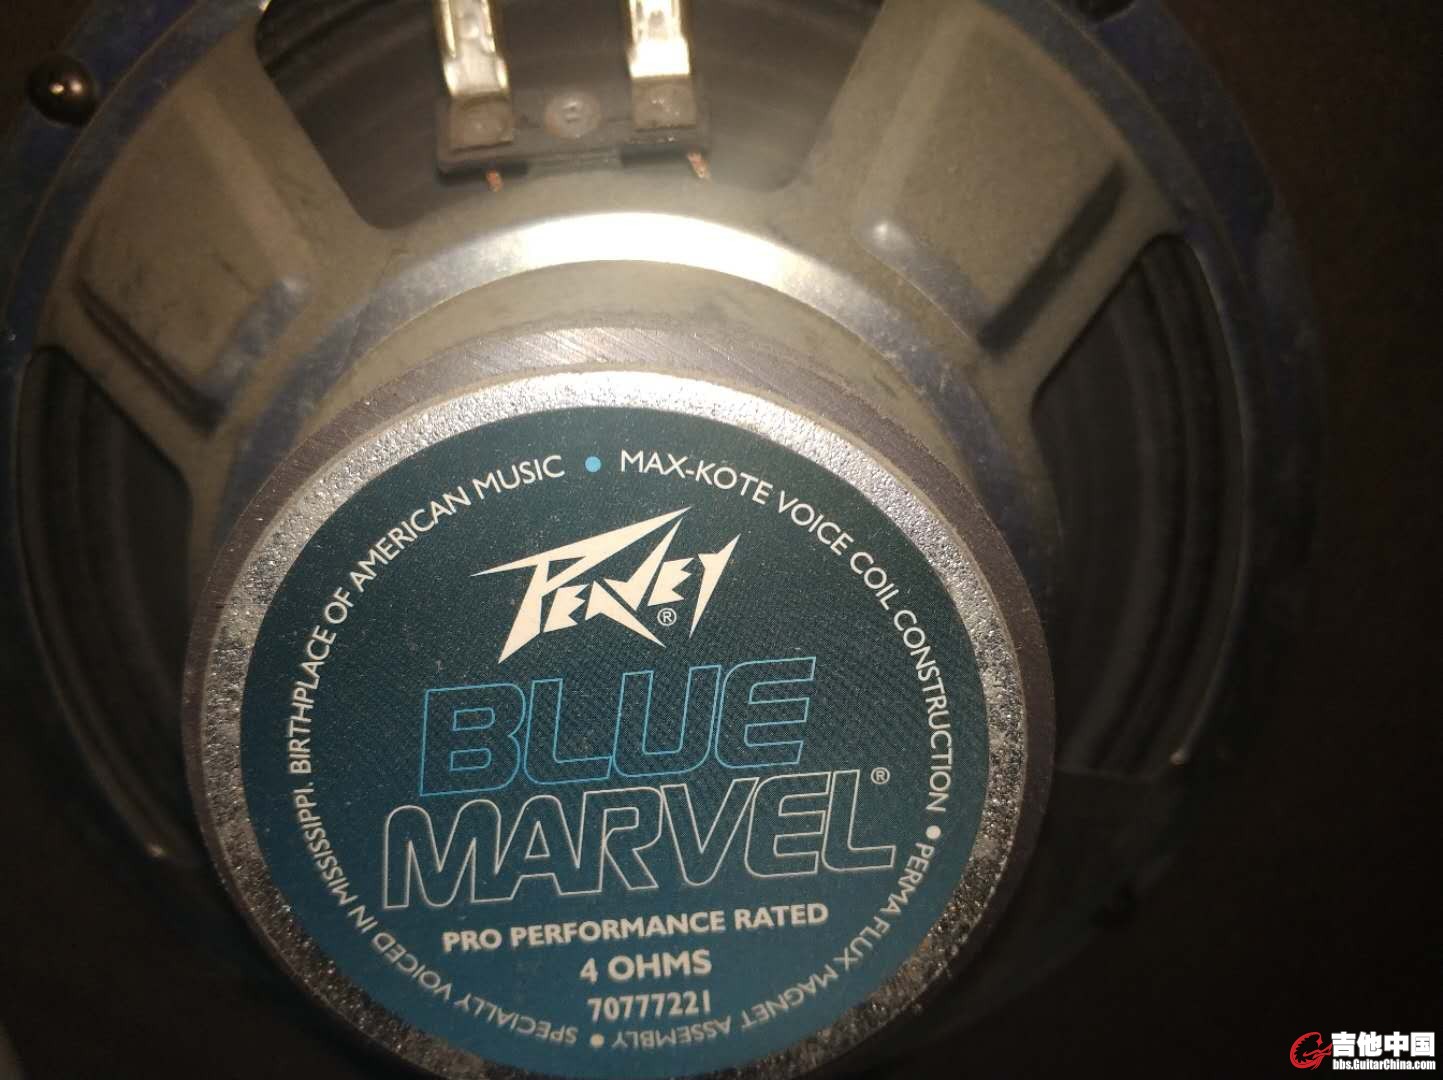 SPECIALLY VOICED IN MISSISSIPPI. BIRTHPLACE OF AMERICAN MUSIC • MAX-KOTE VOICE COIL CONSTRUCTION • PERMA FLUX MAGNET ASSEMBLY •
PEAVEY®
BLUE
MARVEL®
PRO PERFORMANCE RATED
4 OHMS
70777221
吉他中国
bbs.GuitarChina.com